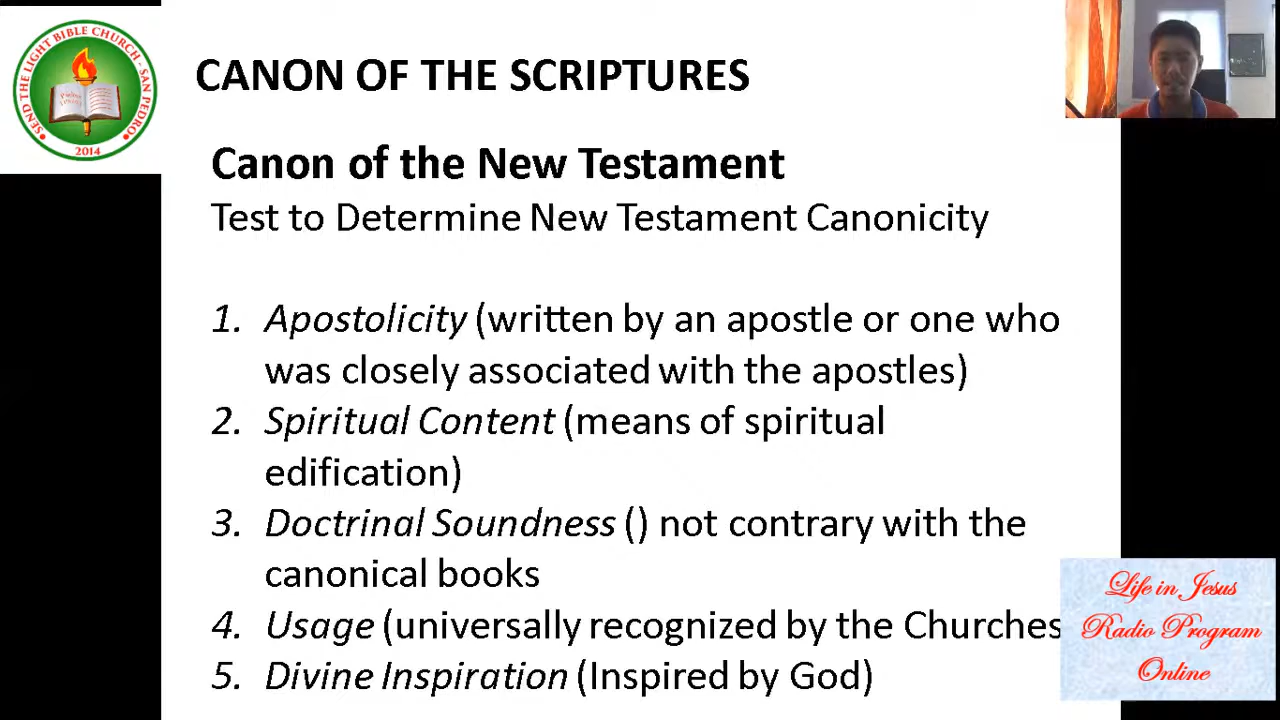 SEND THE LIGHT BIBLE CHURCH - SAN PEDRO
2014
CANON OF THE SCRIPTURES
Canon of the New Testament
Test to Determine New Testament Canonicity
1. Apostolicity (written by an apostle or one who
was closely associated with the apostles)
2. Spiritual Content (means of spiritual
edification)
3. Doctrinal Soundness () not contrary with the
canonical books
4. Usage (universally recognized by the Churches
5. Divine Inspiration (Inspired by God)
Life in Jesus
Radio Program
Online